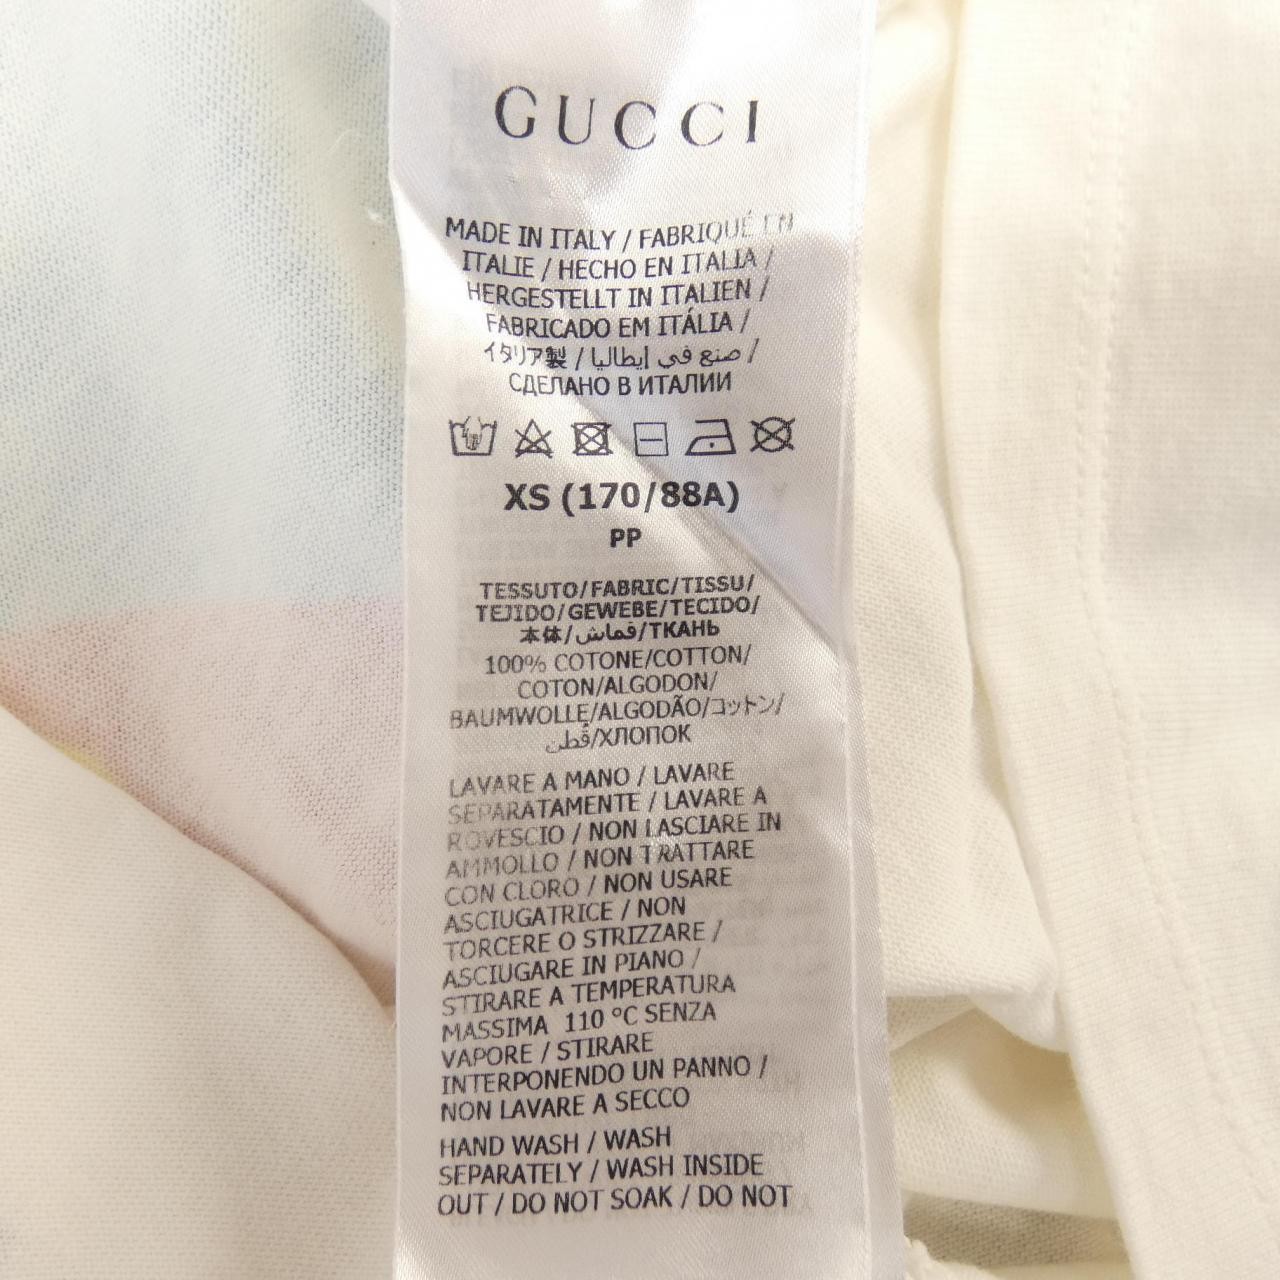 GUCCI
MADE IN ITALY / FABRIQUÉ EN
ITALIE / HECHO EN ITALIA /
HERGESTELLT IN ITALIEN /
FABRICADO EM ITÁLIA /
イタリア製 / صنع في إيطاليا /
СДЕЛАНО В ИТАЛИИ
XS (170/88A)
PP
TESSUTO/FABRIC/TISSU/
TEJIDO/GEWEBE/TECIDO/
本体/قماش/ТКАНЬ
100% COTONE/COTTON/
COTON/ALGODON/
BAUMWOLLE/ALGODÃO/コットン/
قطن/ХЛОПОК
LAVARE A MANO / LAVARE
SEPARATAMENTE / LAVARE A
ROVESCIO / NON LASCIARE IN
AMMOLLO / NON TRATTARE
CON CLORO / NON USARE
ASCIUGATRICE / NON
TORCERE O STRIZZARE /
ASCIUGARE IN PIANO /
STIRARE A TEMPERATURA
MASSIMA 110 °C SENZA
VAPORE / STIRARE
INTERPONENDO UN PANNO /
NON LAVARE A SECCO
HAND WASH / WASH
SEPARATELY / WASH INSIDE
OUT / DO NOT SOAK / DO NOT